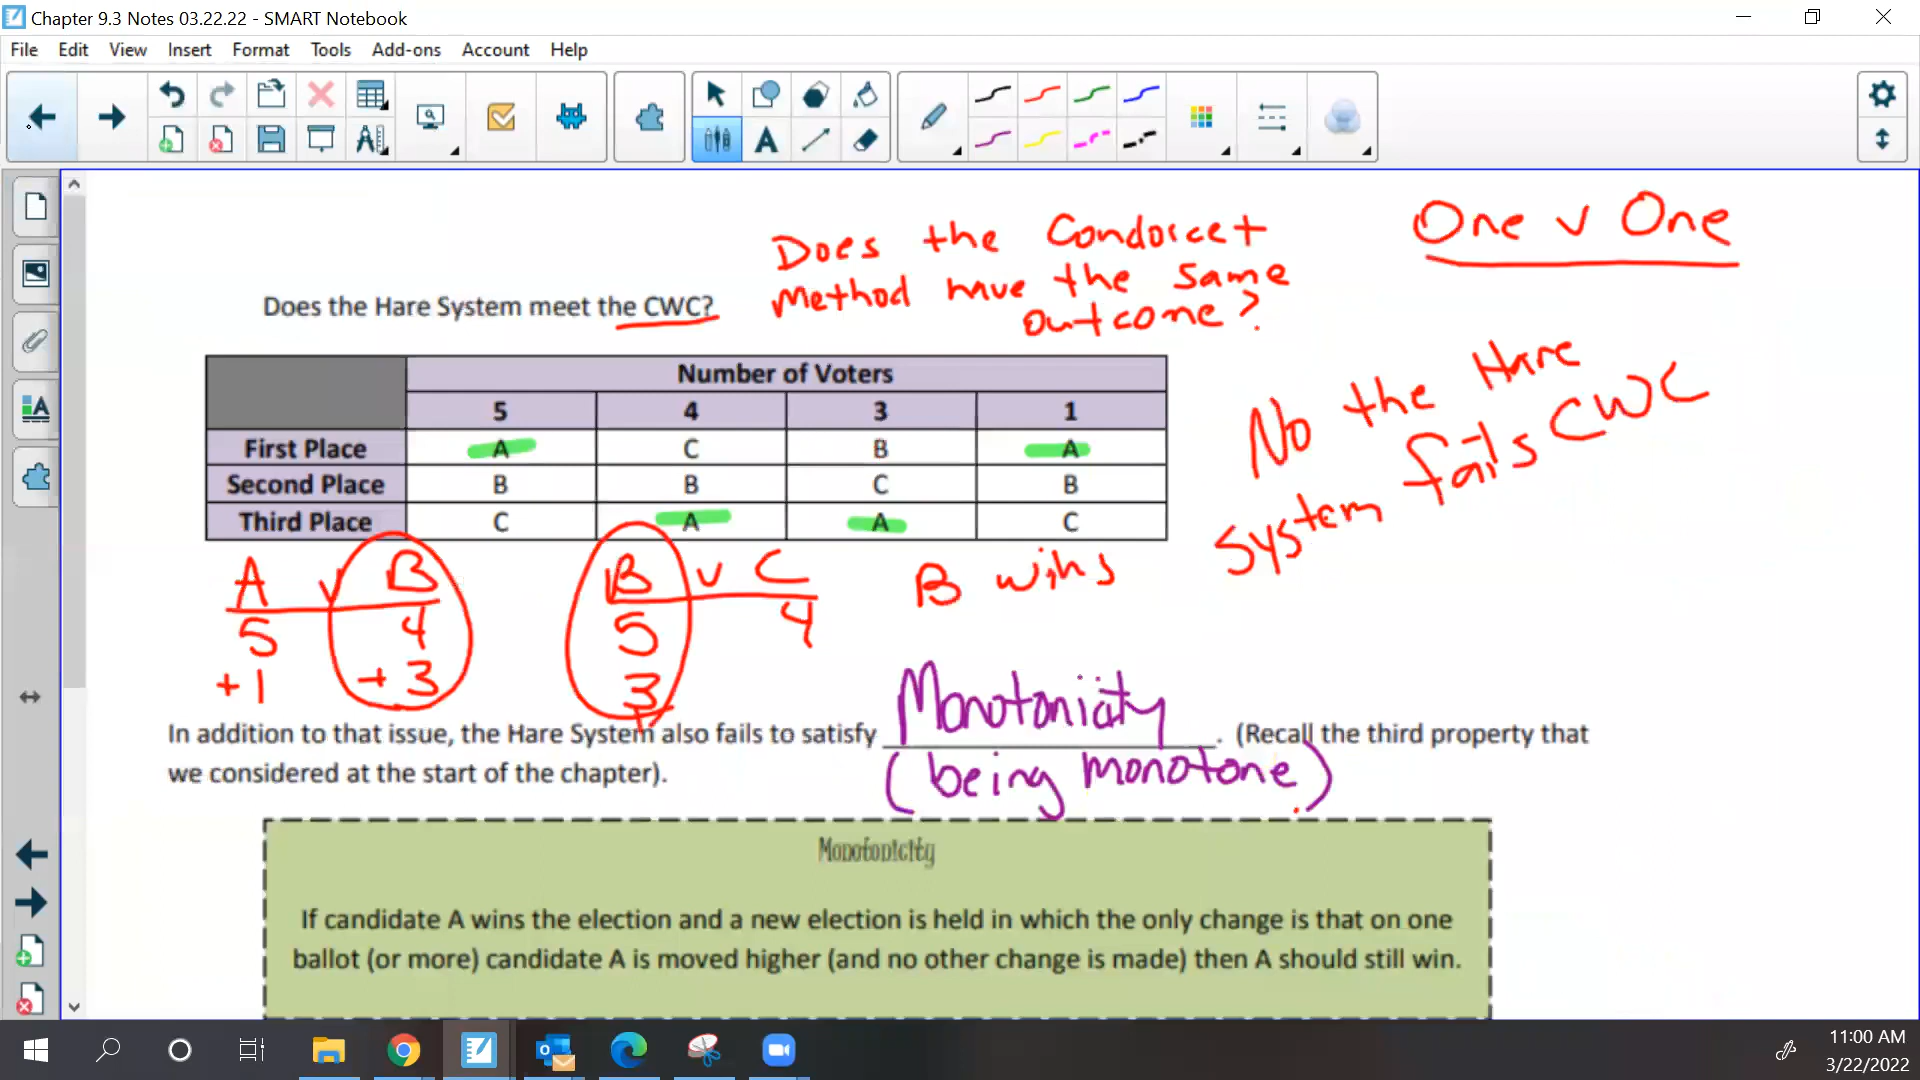 Chapter 9.3 Notes 03.22.22 - SMART Notebook
File Edit View Insert Format Tools Add-ons Account Help
One v One
Does the Condorcet
Method have the same
outcome?
Does the Hare System meet the CWC?
No the Hare
System fails CWC
Number of Voters
5 4 3 1
First Place A C B A
Second Place B B C B
Third Place C A A C
A v B B v C B wins
5 4 5 4
+1 +3 3
Monotonicity
In addition to that issue, the Hare System also fails to satisfy . (Recall the third property that
we considered at the start of the chapter).
(being monotone)
Monotonicity
If candidate A wins the election and a new election is held in which the only change is that on one
ballot (or more) candidate A is moved higher (and no other change is made) then A should still win.
11:00 AM
3/22/2022